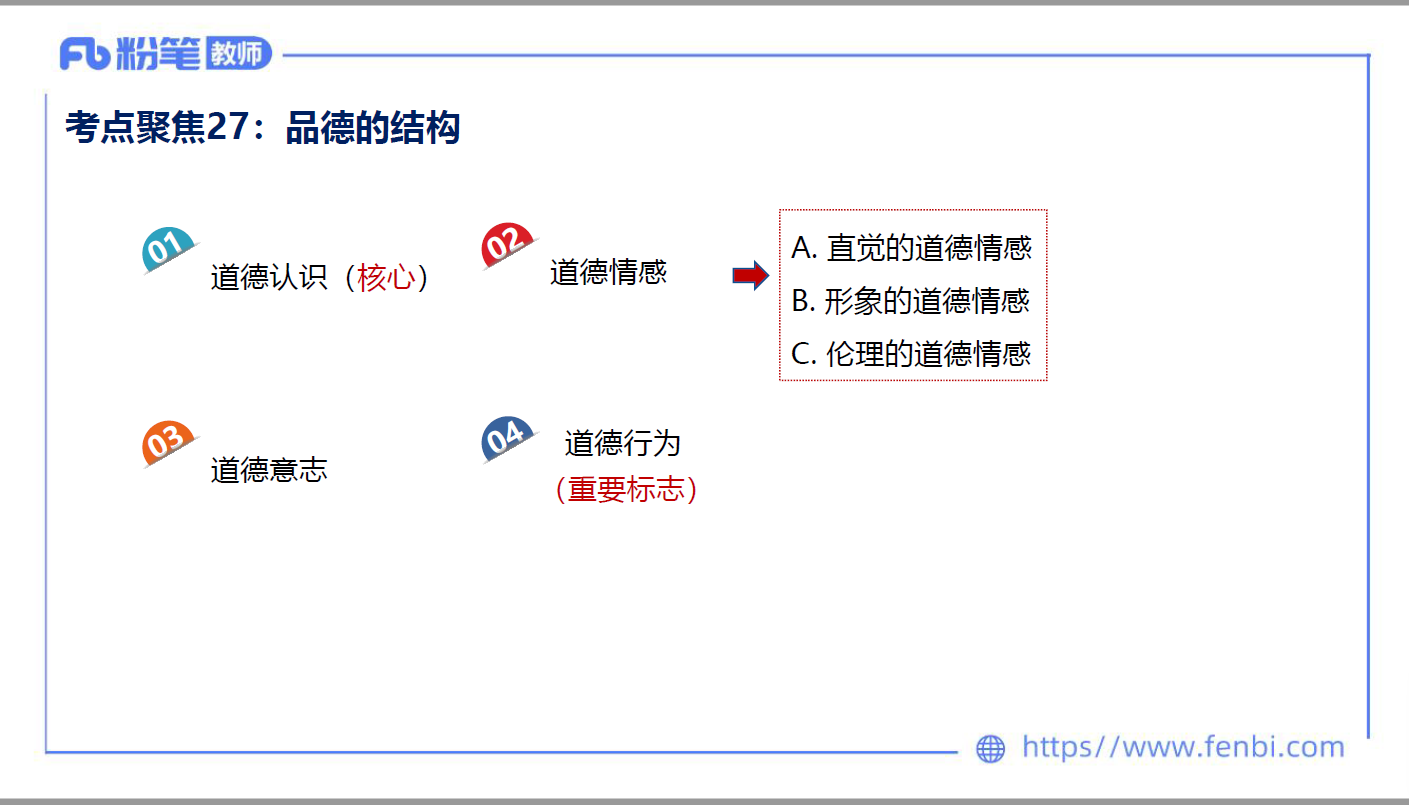 Fb 粉笔 教师
考点聚焦27：品德的结构
01
道德认识（核心）
02
道德情感
A. 直觉的道德情感
B. 形象的道德情感
C. 伦理的道德情感
03
道德意志
04
道德行为
（重要标志）
https//www.fenbi.com